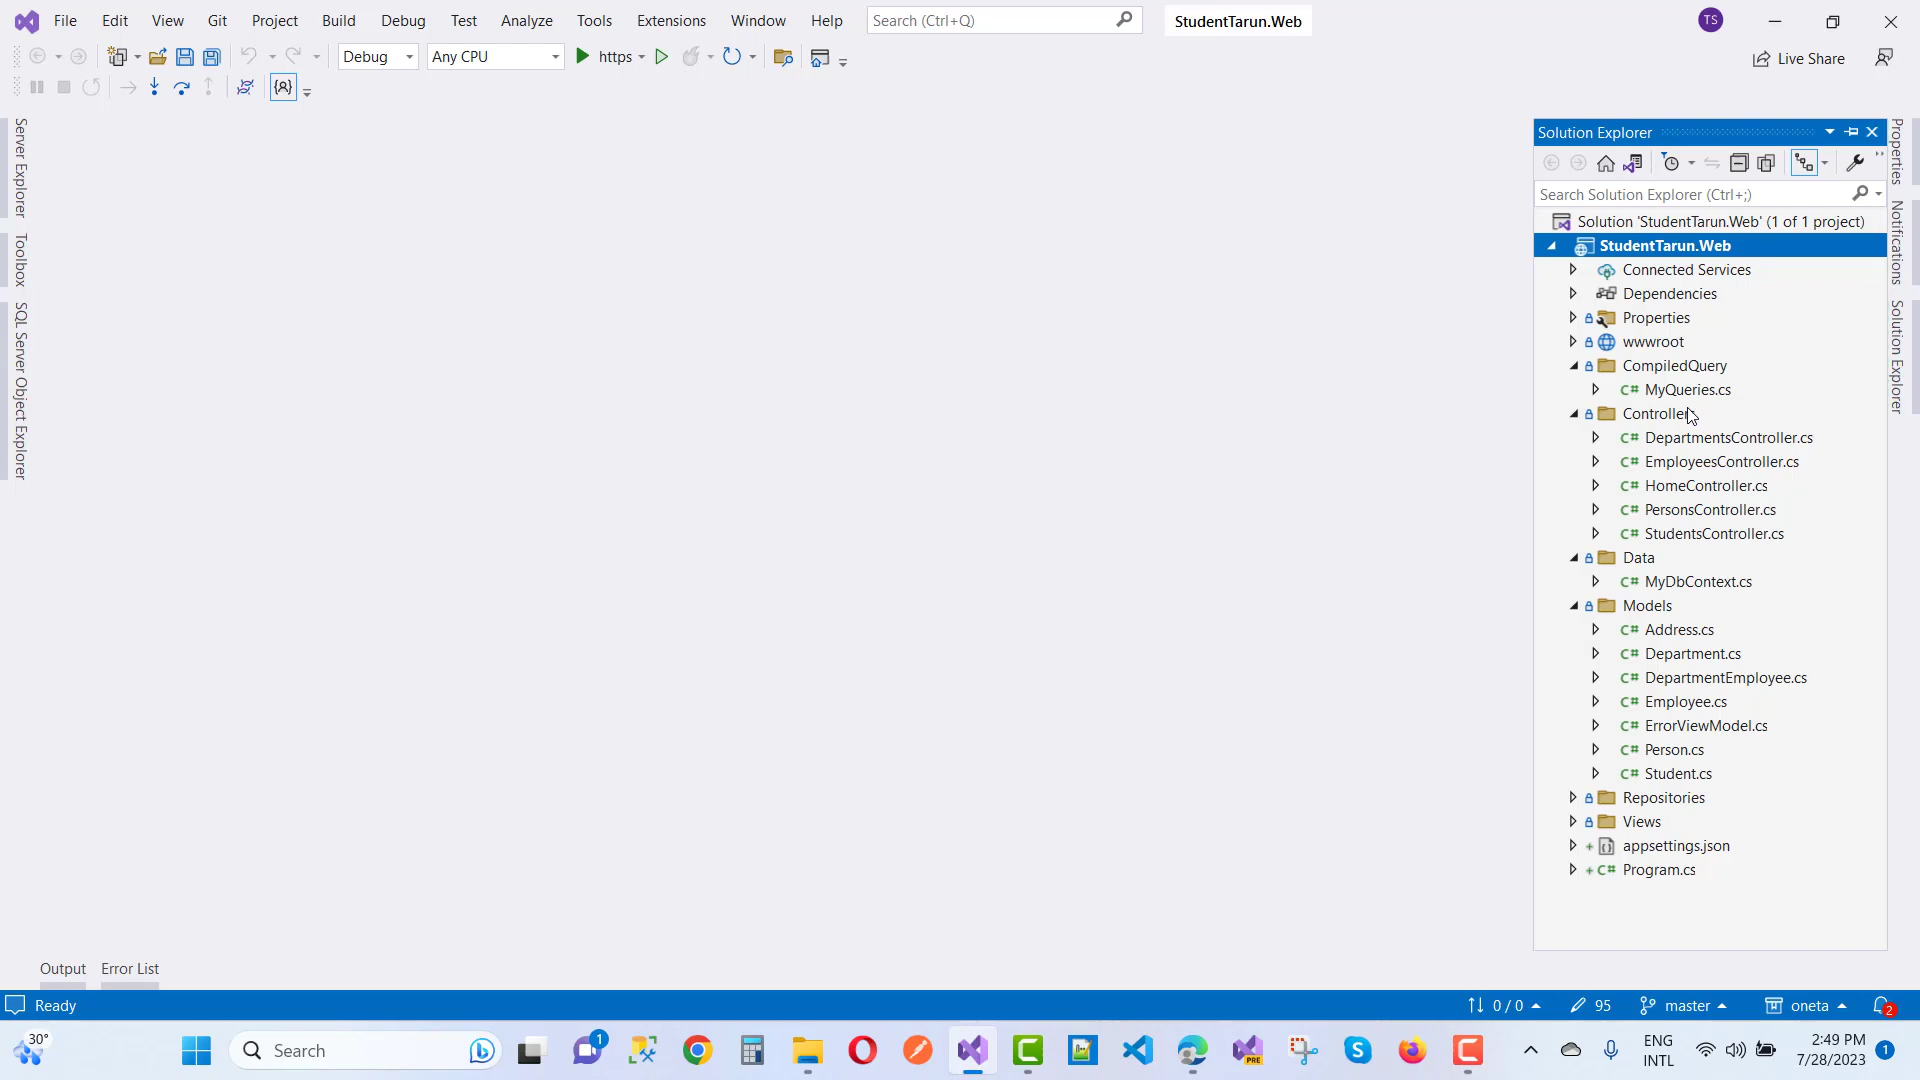 File Edit View Git Project Build Debug Test Analyze Tools Extensions Window Help Search (Ctrl+Q) StudentTarun.Web TS
Debug Any CPU https Live Share
Server Explorer
Toolbox
SQL Server Object Explorer
Solution Explorer
Search Solution Explorer (Ctrl+;)
Solution 'StudentTarun.Web' (1 of 1 project)
StudentTarun.Web
Connected Services
Dependencies
Properties
wwwroot
CompiledQuery
C# MyQueries.cs
Controller
C# DepartmentsController.cs
C# EmployeesController.cs
C# HomeController.cs
C# PersonsController.cs
C# StudentsController.cs
Data
C# MyDbContext.cs
Models
C# Address.cs
C# Department.cs
C# DepartmentEmployee.cs
C# Employee.cs
C# ErrorViewModel.cs
C# Person.cs
C# Student.cs
Repositories
Views
appsettings.json
C# Program.cs
Properties
Notifications
Solution Explorer
Output Error List
Ready 0 / 0 95 master oneta 2
30° Search 1 PRE S ENG INTL 2:49 PM 7/28/2023 1